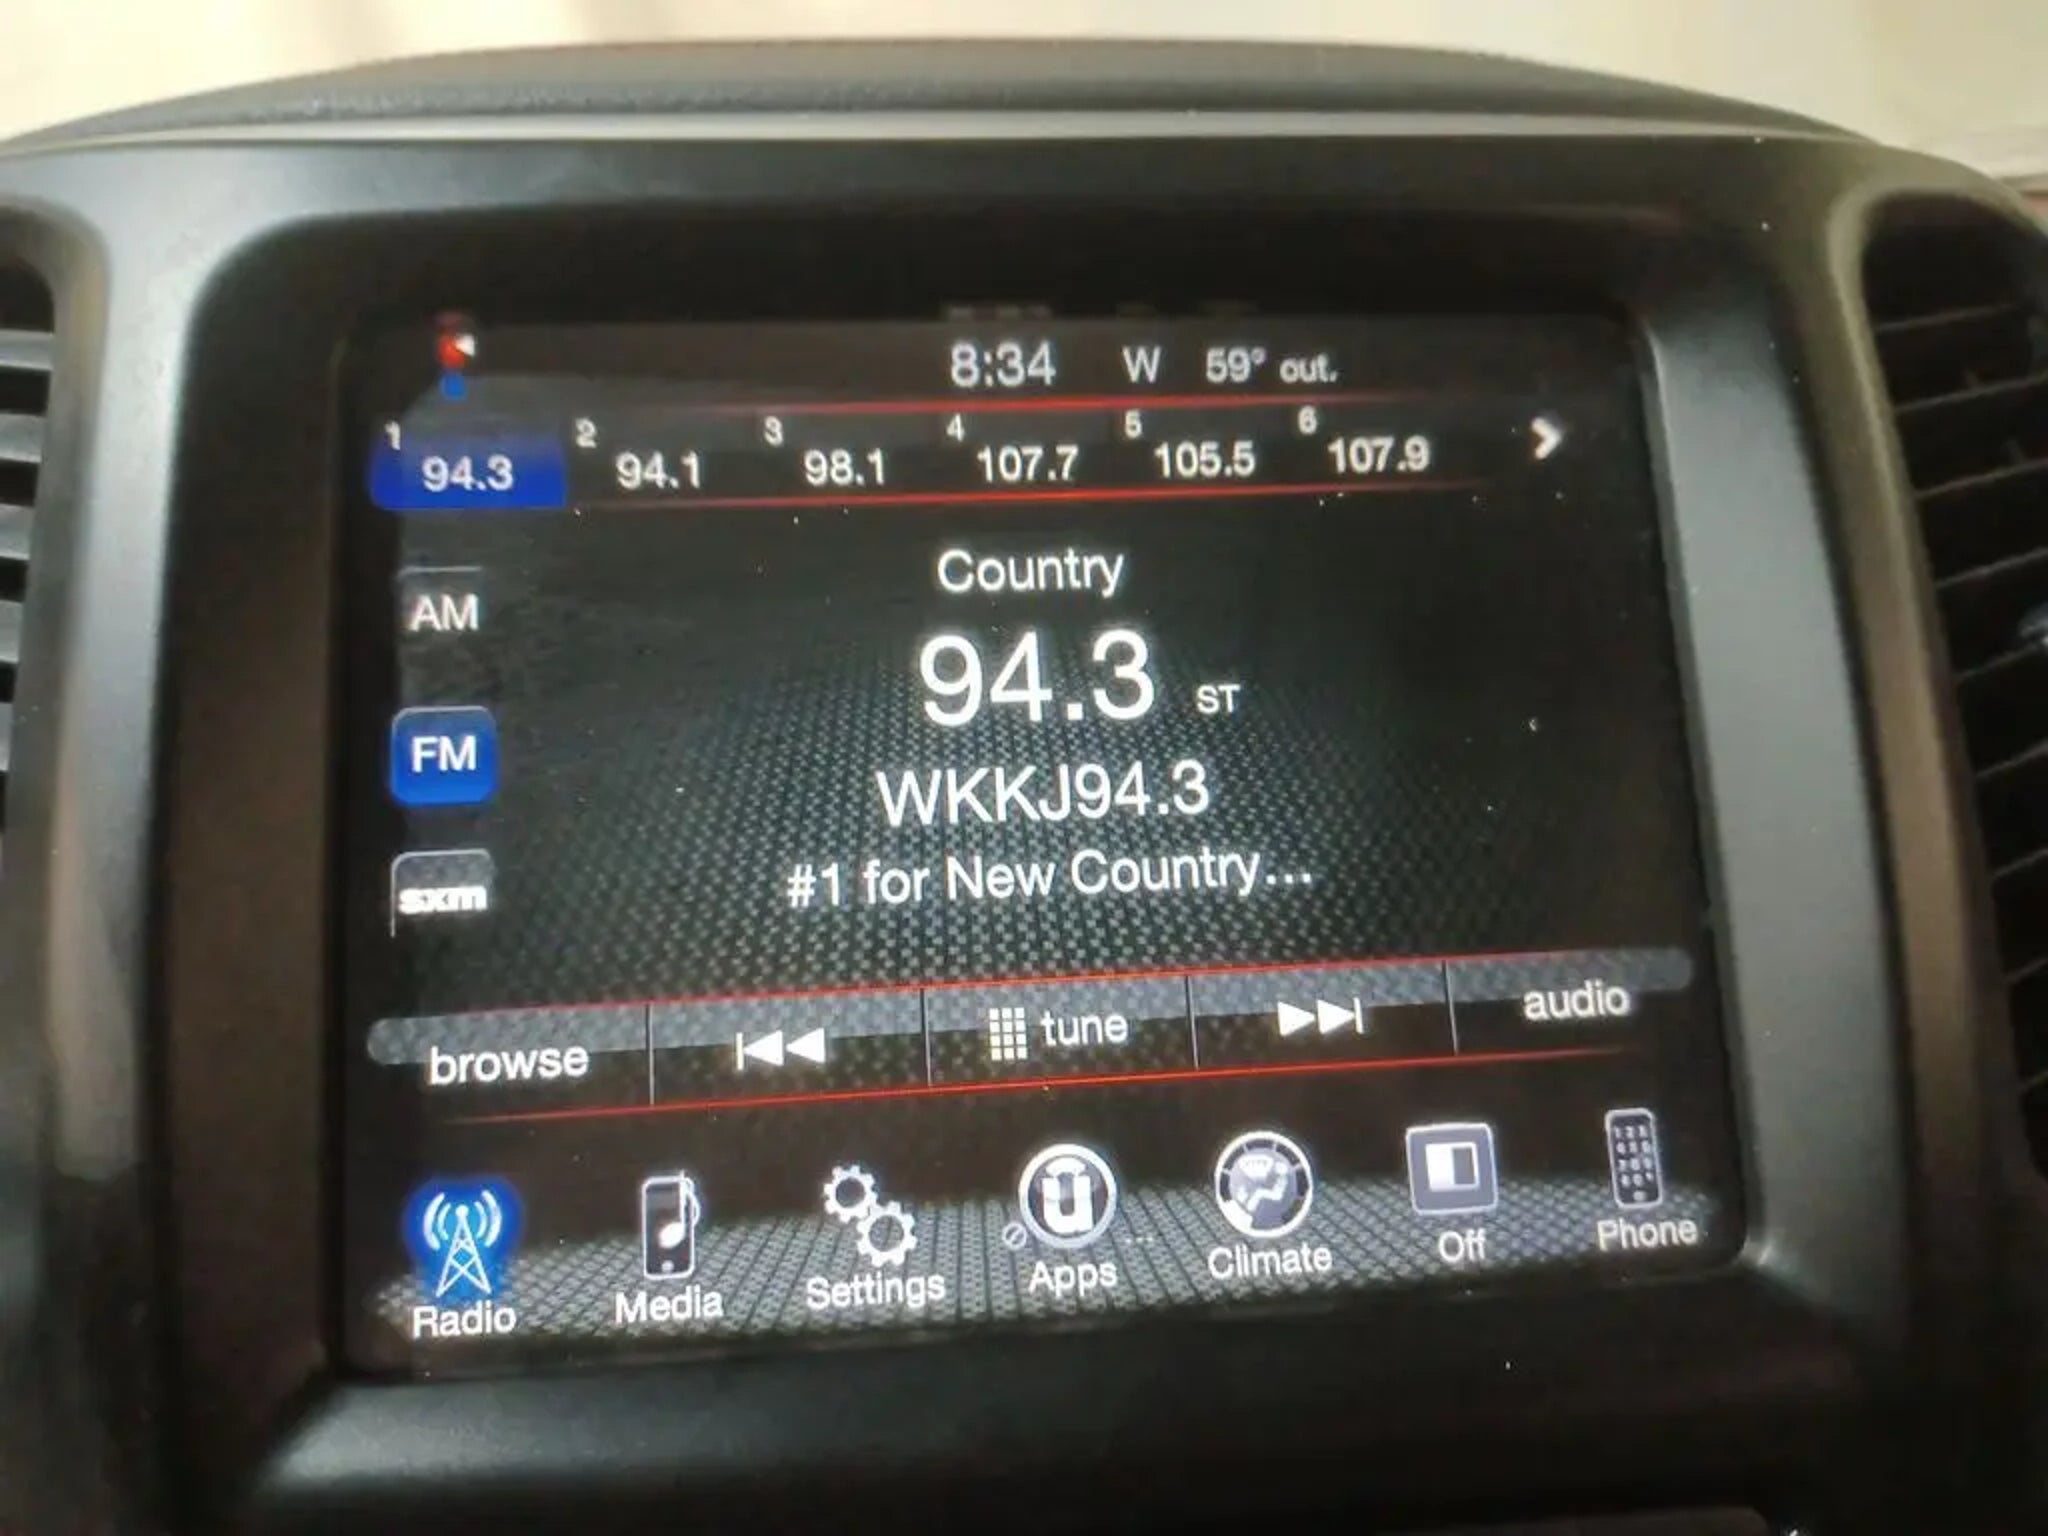 8:34 W 59° out.
1 94.3 2 94.1 3 98.1 4 107.7 5 105.5 6 107.9
Country
AM
94.3 ST
FM
WKKJ94.3
#1 for New Country...
sxm
browse tune audio
Radio Media Settings Apps Climate Off Phone